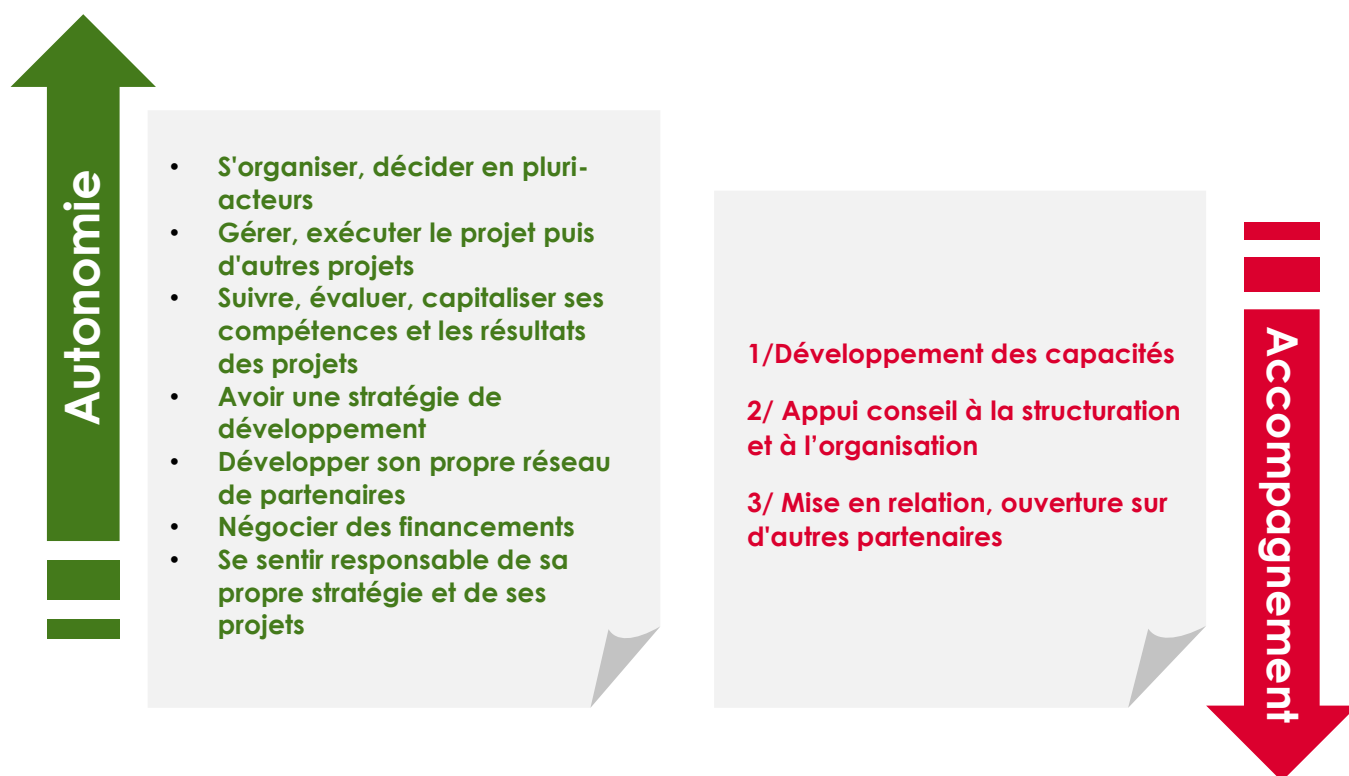 Autonomie
• S'organiser, décider en pluri-
acteurs
• Gérer, exécuter le projet puis
d'autres projets
• Suivre, évaluer, capitaliser ses
compétences et les résultats
des projets
• Avoir une stratégie de
développement
• Développer son propre réseau
de partenaires
• Négocier des financements
• Se sentir responsable de sa
propre stratégie et de ses
projets
1/Développement des capacités
2/ Appui conseil à la structuration
et à l’organisation
3/ Mise en relation, ouverture sur
d'autres partenaires
Accompagnement